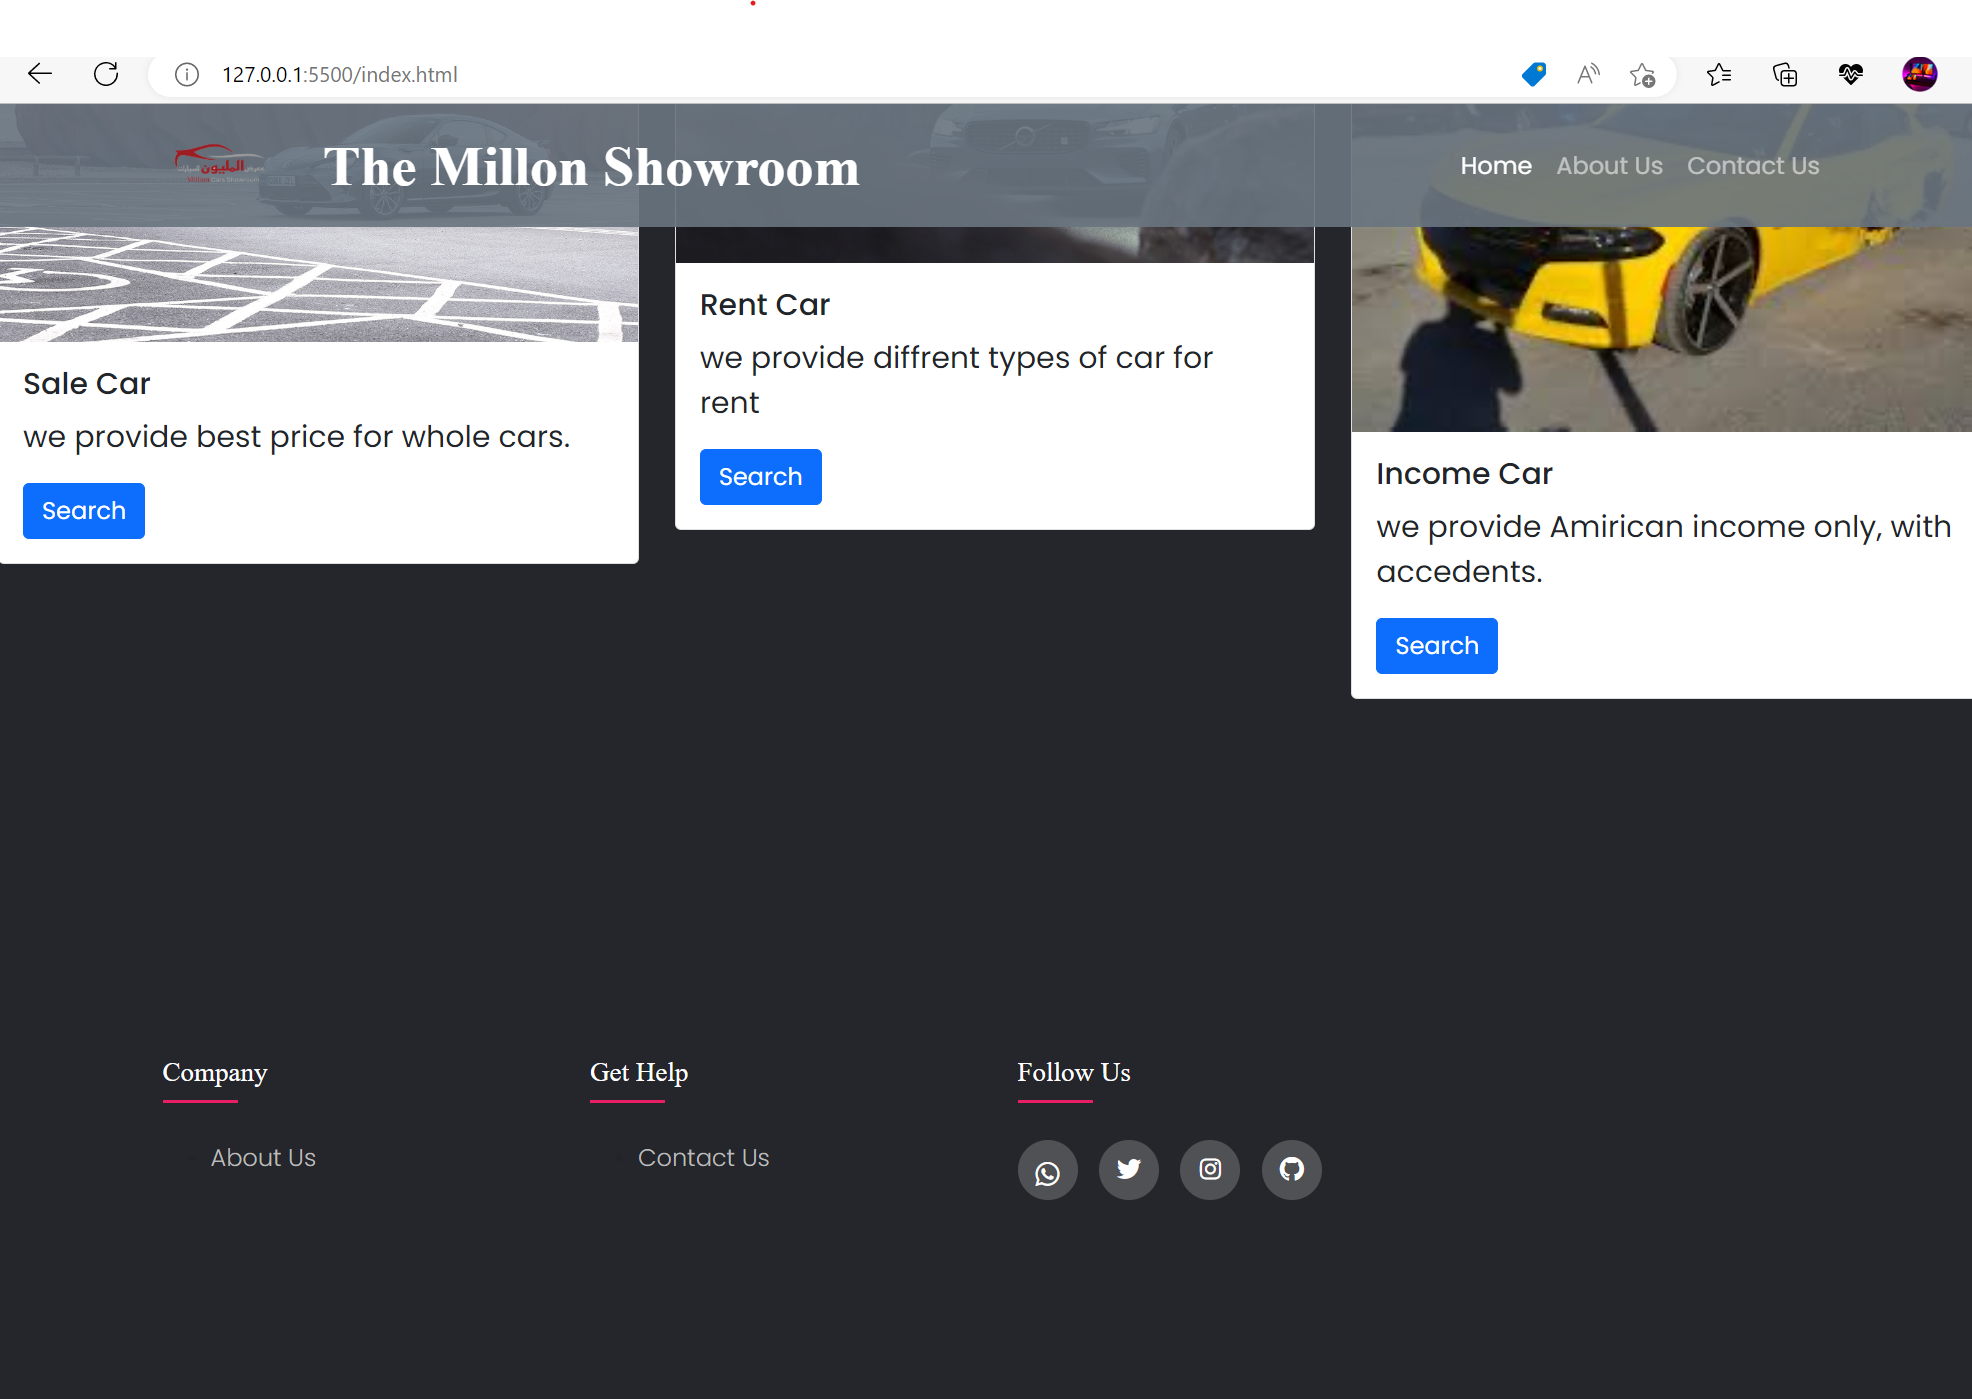 127.0.0.1:5500/index.html
المليون
The Millon Showroom
Home About Us Contact Us
Sale Car
we provide best price for whole cars.
Search
Rent Car
we provide diffrent types of car for
rent
Search
Income Car
we provide Amirican income only, with
accedents.
Search
Company
About Us
Get Help
Contact Us
Follow Us